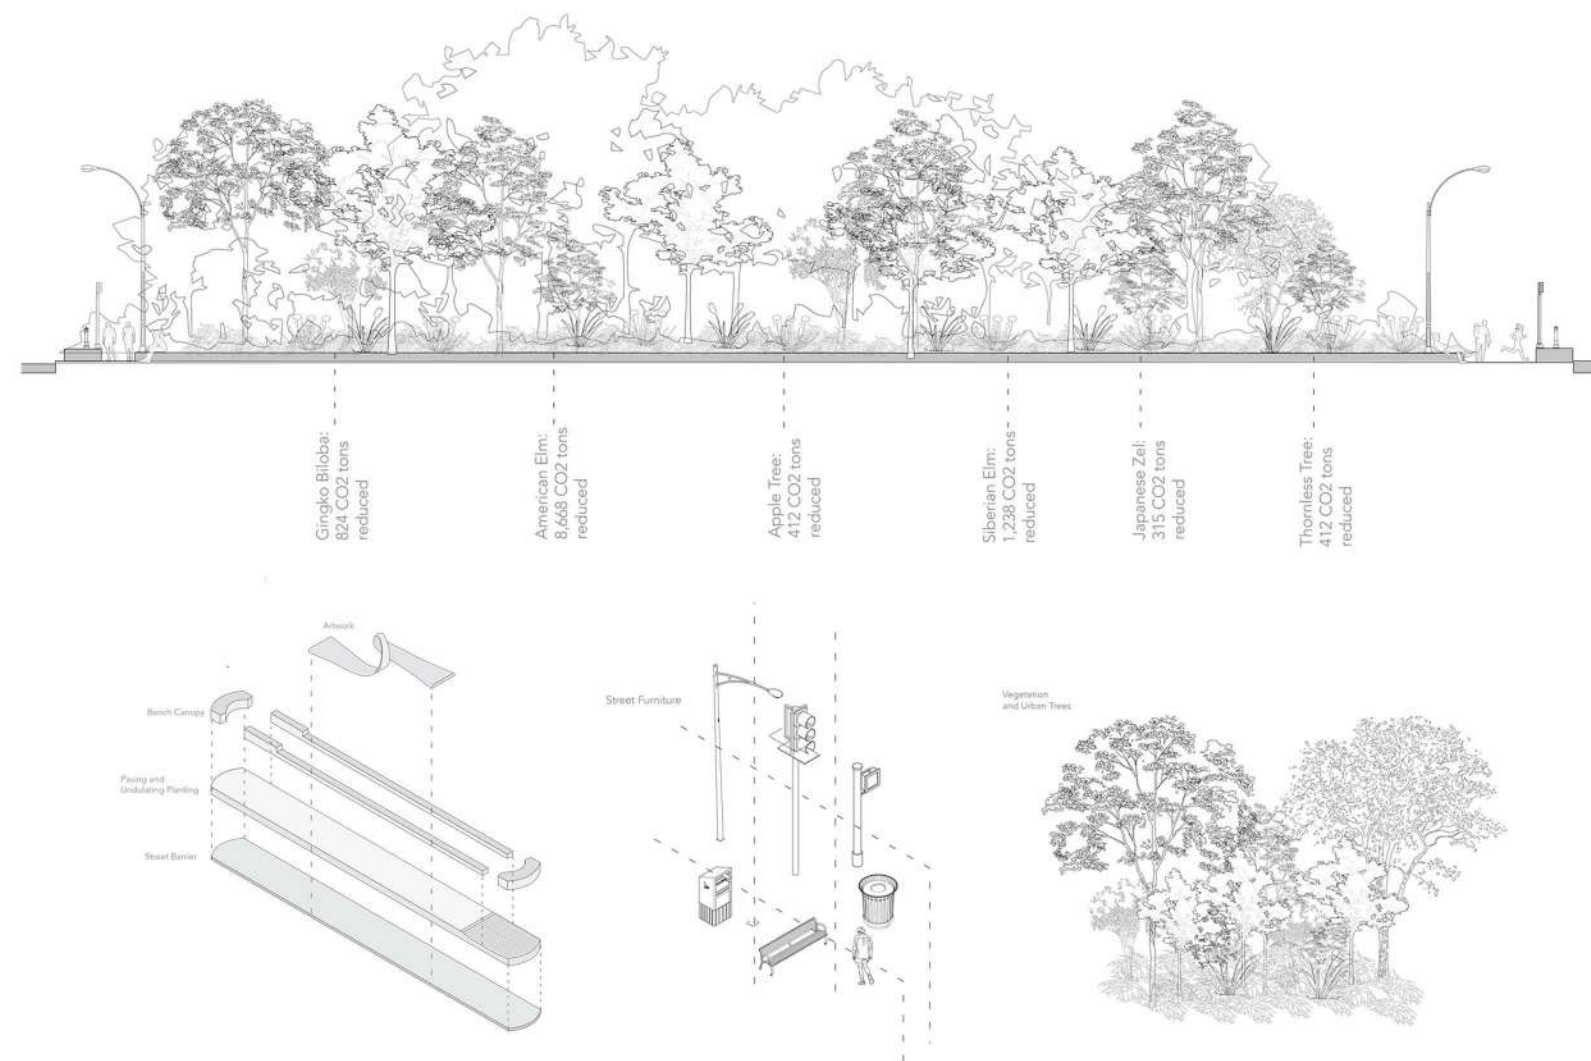 Gingko Biloba:
824 CO2 tons
reduced
American Elm:
8,668 CO2 tons
reduced
Apple Tree:
412 CO2 tons
reduced
Siberian Elm:
1,238 CO2 tons
reduced
Japanese Zel:
315 CO2 tons
reduced
Thornless Tree:
412 CO2 tons
reduced
Artwork
Bench Canopy
Paving and
Undulating Planting
Street Barrier
Street Furniture
Vegetation
and Urban Trees